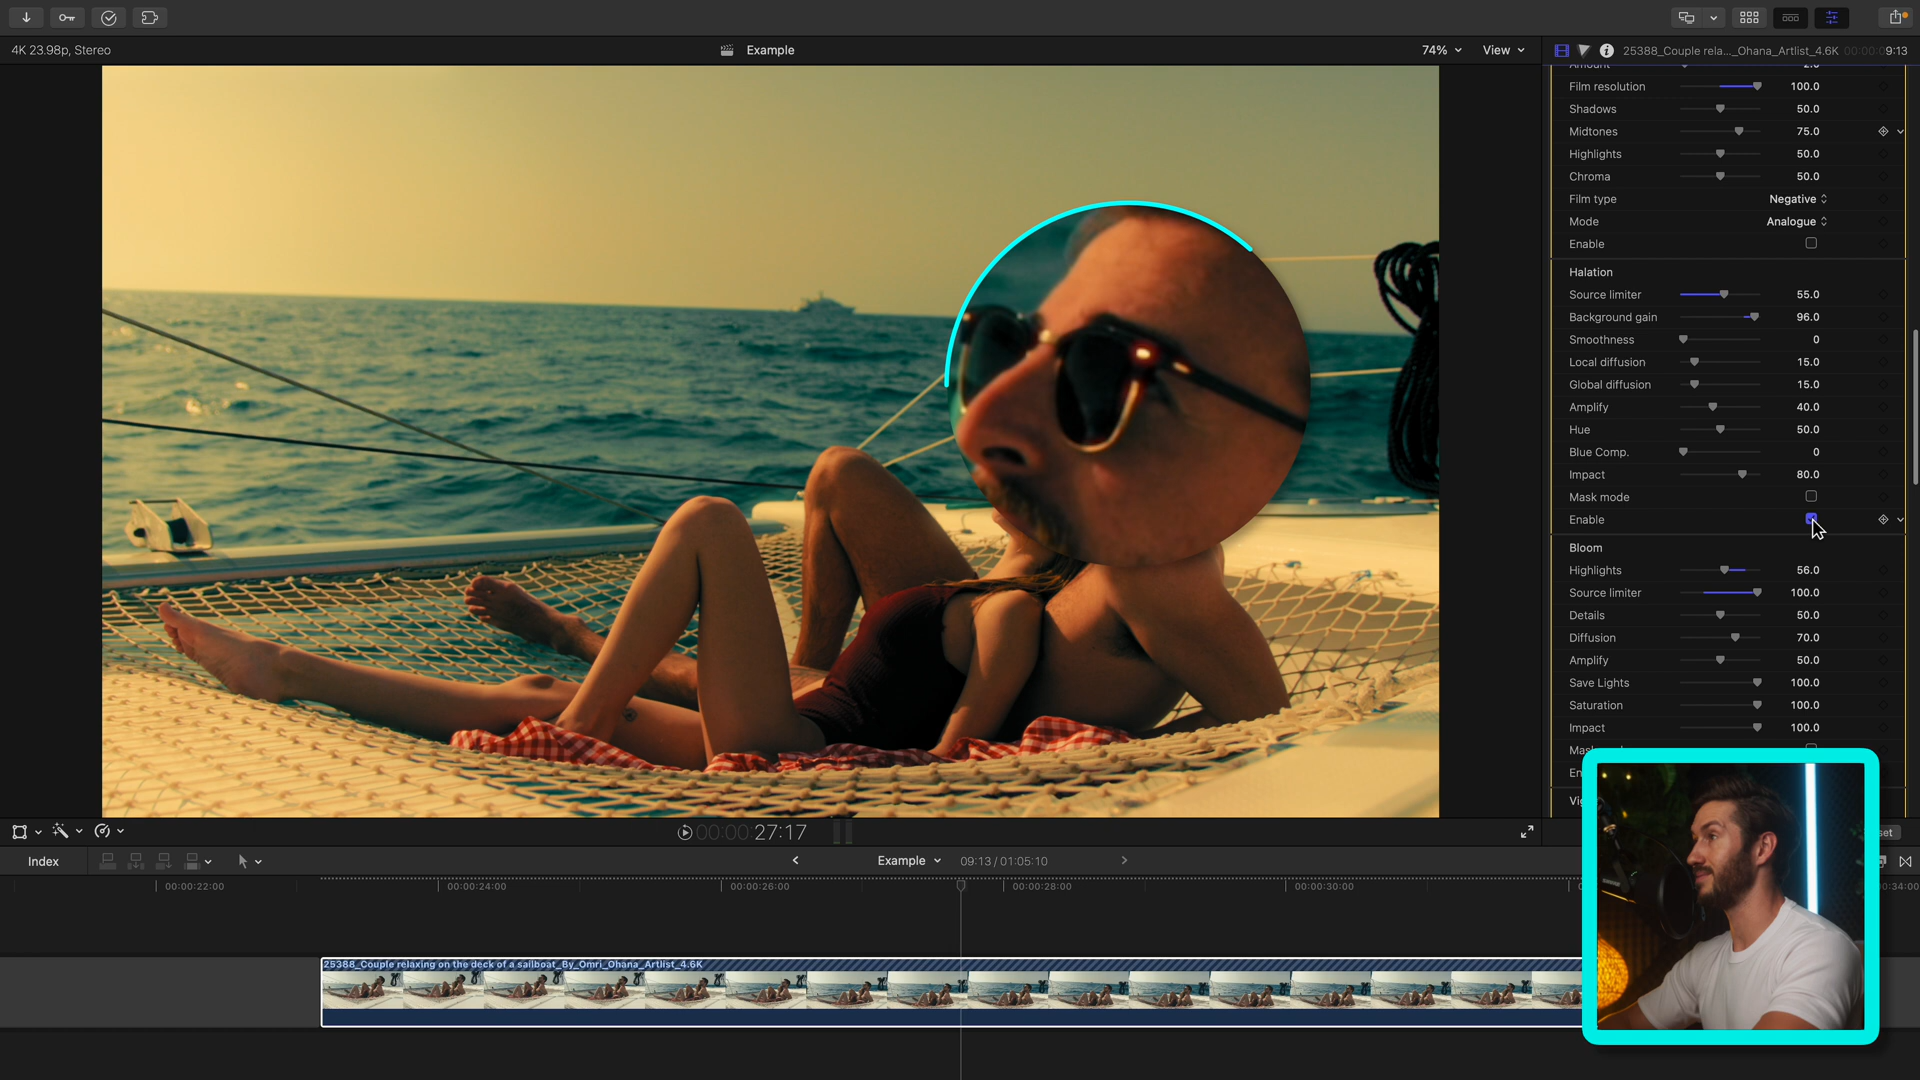 4K 23.98p, Stereo
Example
74%
View
25388_Couple rela..._Ohana_Artlist_4.6K
00:00:09:13
Amount 2.0
Film resolution 100.0
Shadows 50.0
Midtones 75.0
Highlights 50.0
Chroma 50.0
Film type Negative
Mode Analogue
Enable
Halation
Source limiter 55.0
Background gain 96.0
Smoothness 0
Local diffusion 15.0
Global diffusion 15.0
Amplify 40.0
Hue 50.0
Blue Comp. 0
Impact 80.0
Mask mode
Enable
Bloom
Highlights 56.0
Source limiter 100.0
Details 50.0
Diffusion 70.0
Amplify 50.0
Save Lights 100.0
Saturation 100.0
Impact 100.0
00:00:27:17
Index
Example
09:13 / 01:05:10
00:00:22:00
00:00:24:00
00:00:26:00
00:00:28:00
00:00:30:00
25388_Couple relaxing on the deck of a sailboat_By_Omri_Ohana_Artlist_4.6K